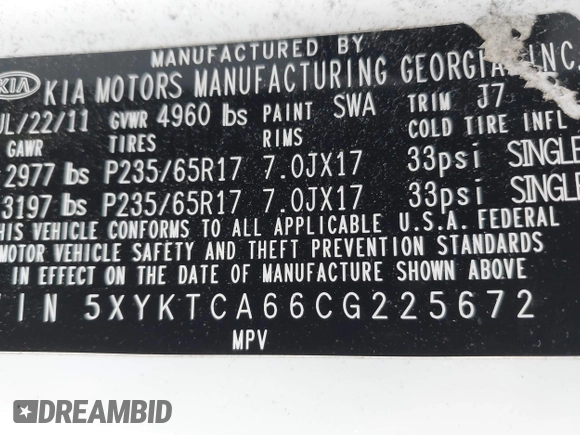 MANUFACTURED BY
KIA KIA MOTORS MANUFACTURING GEORGIA, INC.
UL/22/11 GVWR 4960 lbs PAINT SWA TRIM J7
GAWR TIRES RIMS COLD TIRE INFL
2977 lbs P235/65R17 7.0JX17 33psi SINGLE
3197 lbs P235/65R17 7.0JX17 33psi SINGLE
THIS VEHICLE CONFORMS TO ALL APPLICABLE U.S.A. FEDERAL
MOTOR VEHICLE SAFETY AND THEFT PREVENTION STANDARDS
IN EFFECT ON THE DATE OF MANUFACTURE SHOWN ABOVE
VIN 5XYKTCA66CG225672
MPV
DREAMBID